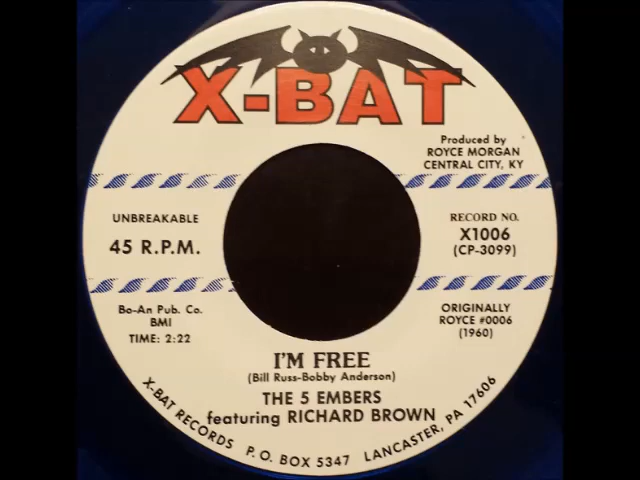 X-BAT
Produced by
ROYCE MORGAN
CENTRAL CITY, KY
UNBREAKABLE
45 R.P.M.
RECORD NO.
X1006
(CP-3099)
Bo-An Pub. Co.
BMI
TIME: 2:22
ORIGINALLY
ROYCE #0006
(1960)
I'M FREE
(Bill Russ-Bobby Anderson)
THE 5 EMBERS
featuring RICHARD BROWN
X-BAT RECORDS P.O. BOX 5347 LANCASTER, PA 17606